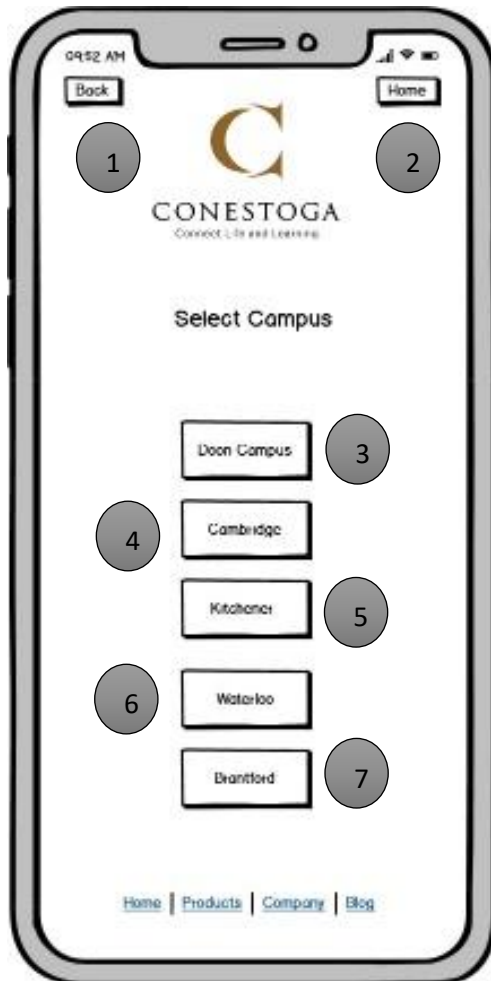 09:52 AM
Back
Home
1
2
C
CONESTOGA
Connect Life and Learning
Select Campus
Doon Campus
3
4
Cambridge
Kitchener
5
6
Waterloo
Brantford
7
Home | Products | Company | Blog